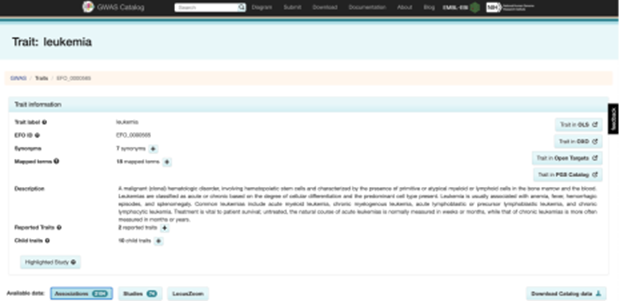 GWAS Catalog Search Diagram Submit Download Documentation About Blog EMBL-EBI NIH
Trait: leukemia
GWAS / Traits / EFO_0000565
Trait information
Trait label leukemia
EFO ID EFO_0000565
Synonyms 7 synonyms +
Mapped terms 18 mapped terms +
Trait in OLS
Trait in OXO
Trait in Open Targets
Trait in PGS Catalog
feedback
Description A malignant (clonal) hematologic disorder, involving hematopoietic stem cells and characterized by the presence of primitive or atypical myeloid or lymphoid cells in the bone marrow and the blood.
Leukemias are classified as acute or chronic based on the degree of cellular differentiation and the predominant cell type present. Leukemia is usually associated with anemia, fever, hemorrhagic
episodes, and splenomegaly. Common leukemias include acute myeloid leukemia, chronic myelogenous leukemia, acute lymphoblastic or precursor lymphoblastic leukemia, and chronic
lymphocytic leukemia. Treatment is vital to patient survival; untreated, the natural course of acute leukemias is normally measured in weeks or months, while that of chronic leukemias is more often
measured in months or years.
Reported Traits 2 reported traits +
Child traits 10 child traits +
Highlighted Study
Available data: Associations Studies LocusZoom Download Catalog data